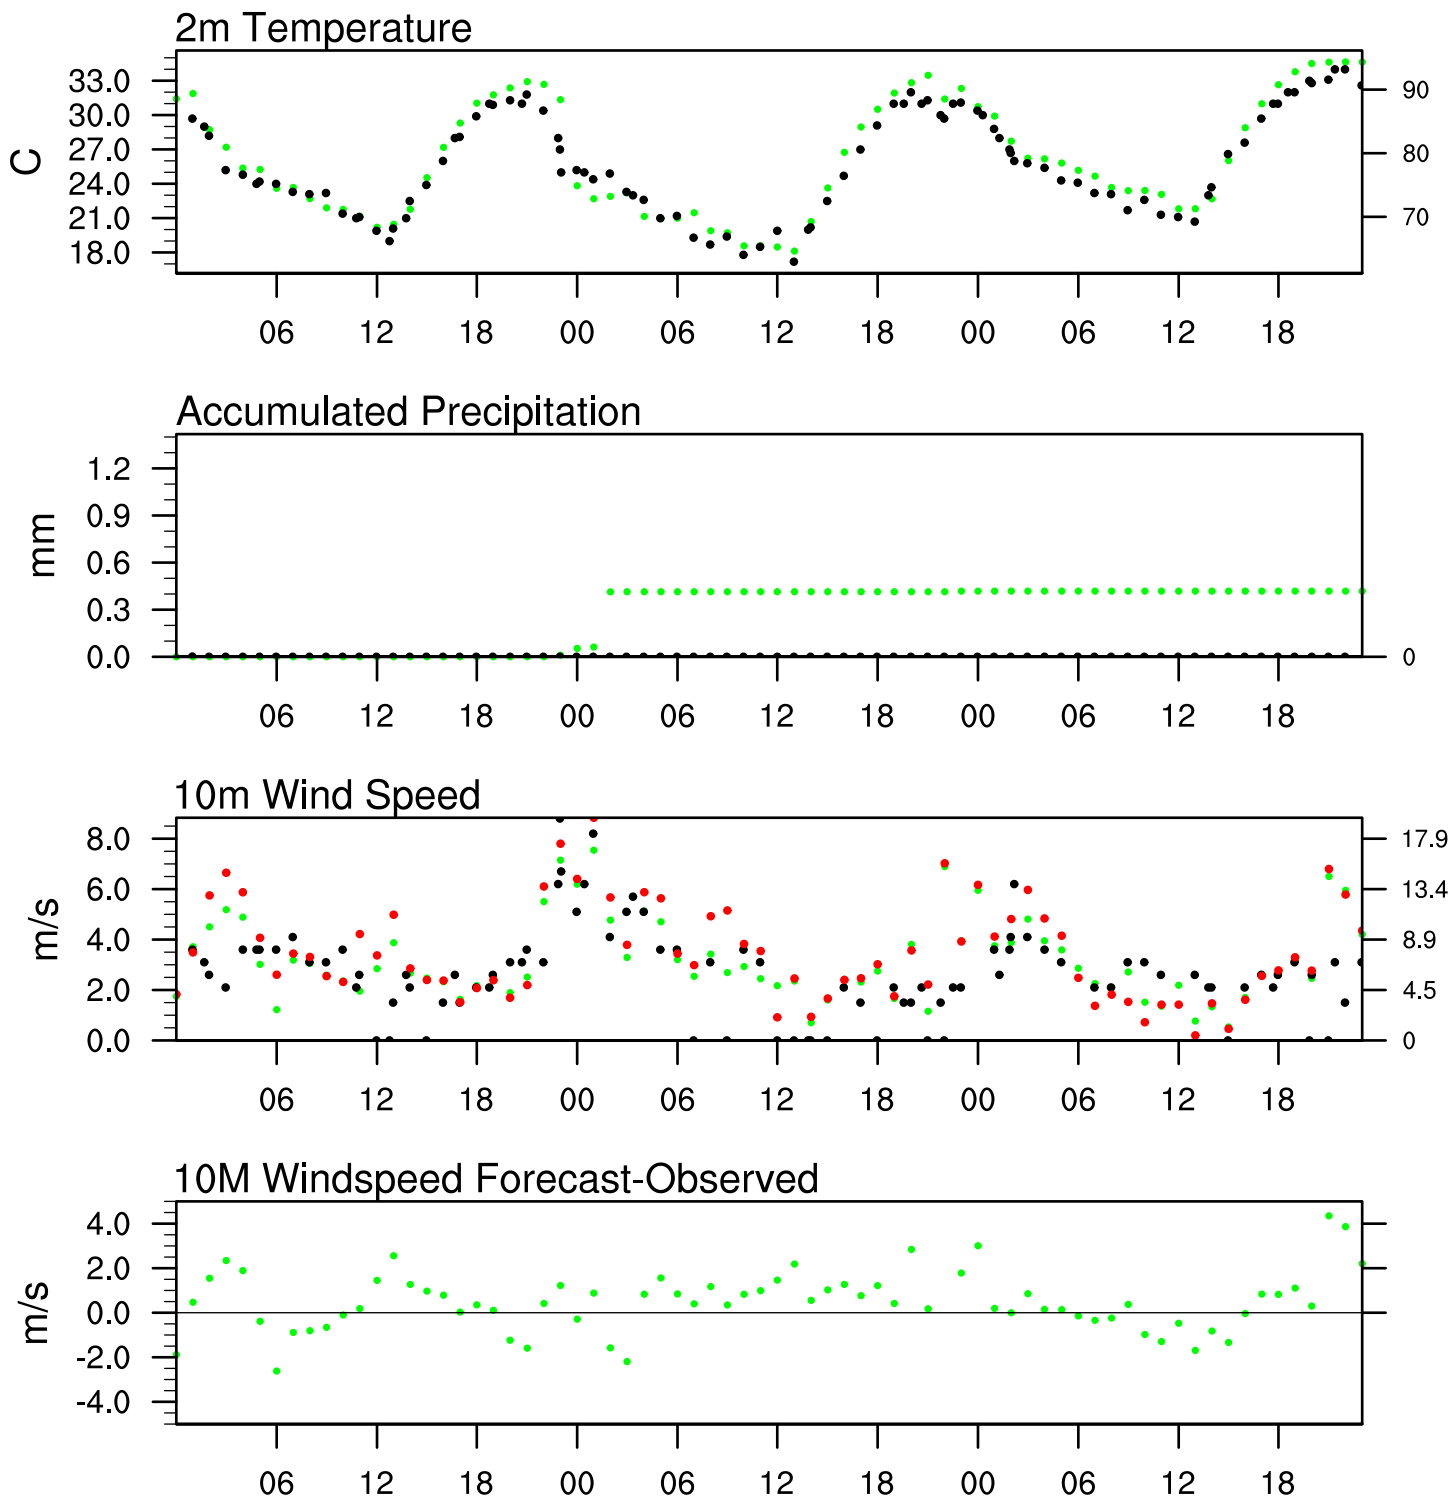 2m Temperature
33.0
30.0
27.0
24.0
21.0
18.0
C
90
80
70
06 12 18 00 06 12 18 00 06 12 18
Accumulated Precipitation
1.2
0.9
0.6
0.3
0.0
mm
0
06 12 18 00 06 12 18 00 06 12 18
10m Wind Speed
8.0
6.0
4.0
2.0
0.0
m/s
17.9
13.4
8.9
4.5
0
06 12 18 00 06 12 18 00 06 12 18
10M Windspeed Forecast-Observed
4.0
2.0
0.0
-2.0
-4.0
m/s
06 12 18 00 06 12 18 00 06 12 18